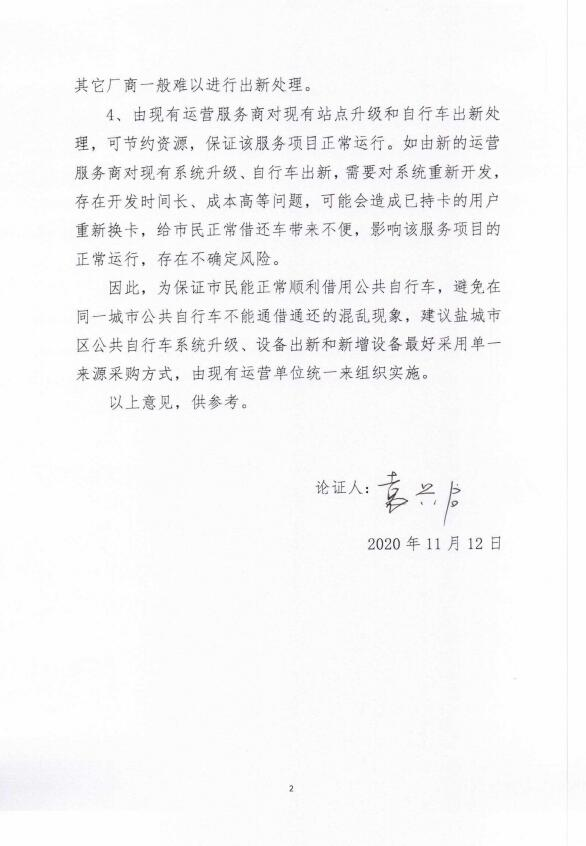 其它厂商一般难以进行出新处理。
4、由现有运营服务商对现有站点升级和自行车出新处
理，可节约资源，保证该服务项目正常运行。如由新的运营
服务商对现有系统升级、自行车出新，需要对系统重新开发，
存在开发时间长、成本高等问题，可能会造成已持卡的用户
重新换卡，给市民正常借还车带来不便，影响该服务项目的
正常运行，存在不确定风险。
因此，为保证市民能正常顺利借用公共自行车，避免在
同一城市公共自行车不能通借通还的混乱现象，建议盐城市
区公共自行车系统升级、设备出新和新增设备最好采用单一
来源采购方式，由现有运营单位统一来组织实施。
以上意见，供参考。
论证人：
2020年11月12日
2